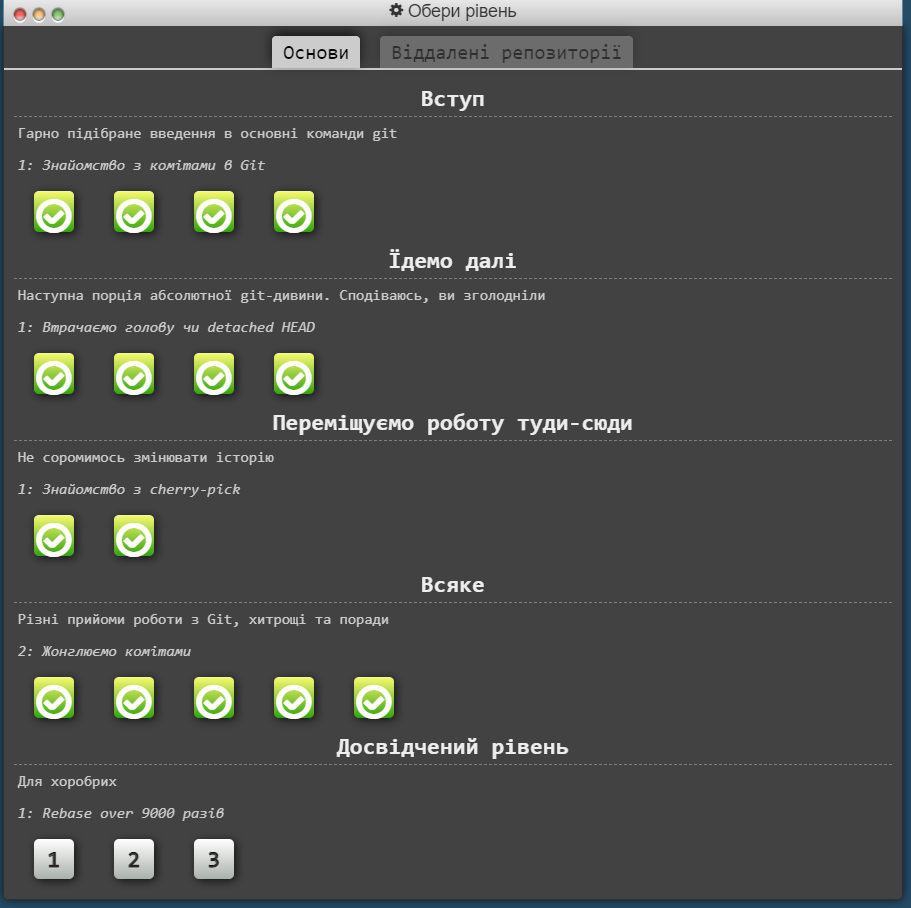 Обери рівень
Основи
Віддалені репозиторії
Вступ
Гарно підібране введення в основні команди git
1: Знайомство з комітами в Git
Їдемо далі
Наступна порція абсолютної git-дивини. Сподіваюсь, ви зголодніли
1: Втрачаємо голову чи detached HEAD
Переміщуємо роботу туди-сюди
Не соромимось змінювати історію
1: Знайомство з cherry-pick
Всяке
Різні прийоми роботи з Git, хитрощі та поради
2: Жонглюємо комітами
Досвідчений рівень
Для хоробрих
1: Rebase over 9000 разів
1 2 3